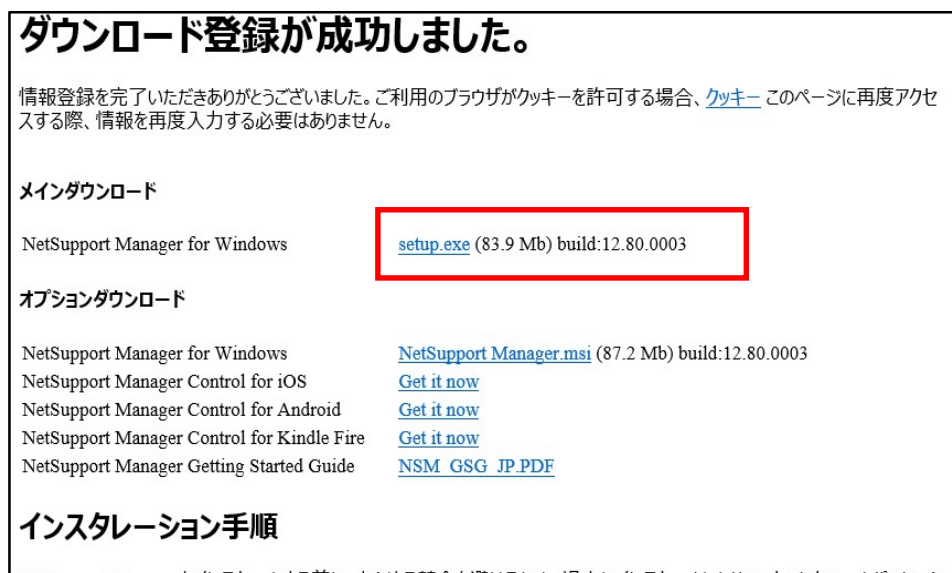 ダウンロード登録が成功しました。
情報登録を完了いただきありがとうございました。ご利用のブラウザがクッキーを許可する場合、クッキー このページに再度アクセ
スする際、情報を再度入力する必要はありません。
メインダウンロード
NetSupport Manager for Windows setup.exe (83.9 Mb) build:12.80.0003
オプションダウンロード
NetSupport Manager for Windows NetSupport Manager.msi (87.2 Mb) build:12.80.0003
NetSupport Manager Control for iOS Get it now
NetSupport Manager Control for Android Get it now
NetSupport Manager Control for Kindle Fire Get it now
NetSupport Manager Getting Started Guide NSM_GSG_JP.PDF
インスタレーション手順